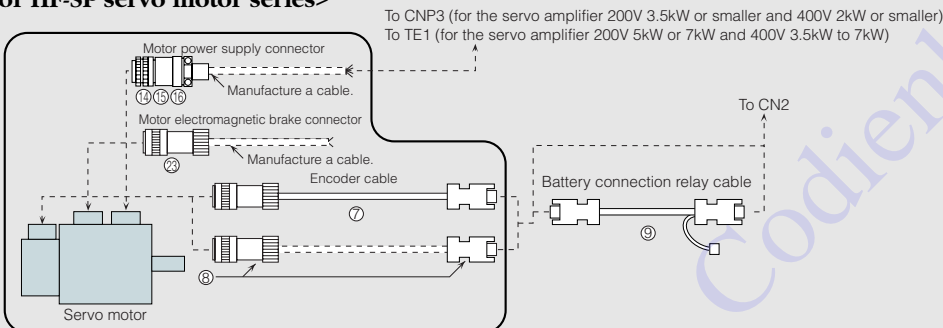 or HF-SP servo motor series>
To CNP3 (for the servo amplifier 200V 3.5kW or smaller and 400V 2kW or smaller)
To TE1 (for the servo amplifier 200V 5kW or 7kW and 400V 3.5kW to 7kW)
Motor power supply connector
Manufacture a cable.
⑭⑮⑯
To CN2
Motor electromagnetic brake connector
Manufacture a cable.
㉓
Encoder cable
Battery connection relay cable
⑦
⑨
⑧
Servo motor
Codien